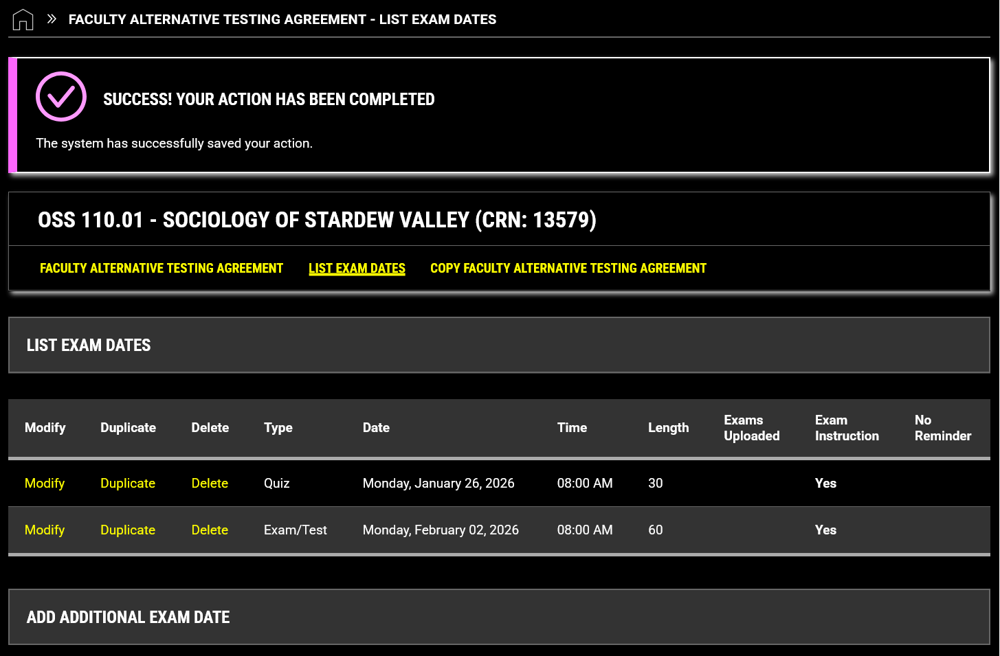 FACULTY ALTERNATIVE TESTING AGREEMENT - LIST EXAM DATES
SUCCESS! YOUR ACTION HAS BEEN COMPLETED
The system has successfully saved your action.
OSS 110.01 - SOCIOLOGY OF STARDEW VALLEY (CRN: 13579)
FACULTY ALTERNATIVE TESTING AGREEMENT LIST EXAM DATES COPY FACULTY ALTERNATIVE TESTING AGREEMENT
LIST EXAM DATES
Modify Duplicate Delete Type Date Time Length Exams Uploaded Exam Instruction No Reminder
Modify Duplicate Delete Quiz Monday, January 26, 2026 08:00 AM 30 Yes
Modify Duplicate Delete Exam/Test Monday, February 02, 2026 08:00 AM 60 Yes
ADD ADDITIONAL EXAM DATE